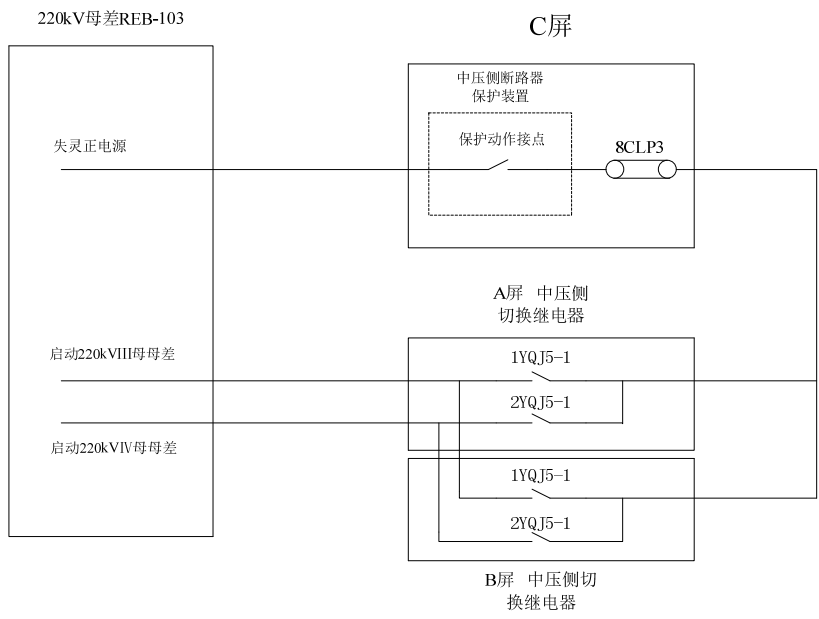 220kV母差REB-103
C屏
中压侧断路器
保护装置
保护动作接点
失灵正电源
8CLP3
A屏 中压侧
切换继电器
启动220kVIII母母差
1YQJ5-1
2YQJ5-1
启动220kVIV母母差
1YQJ5-1
2YQJ5-1
B屏 中压侧切
换继电器